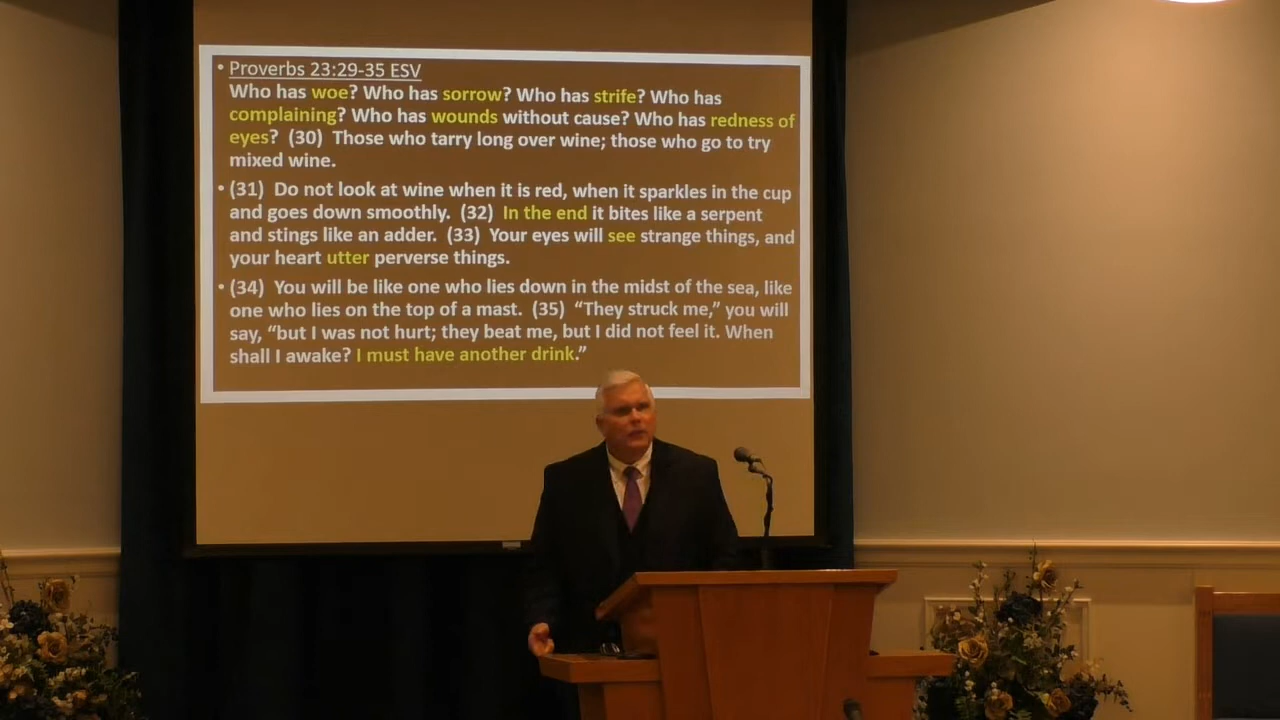 • Proverbs 23:29-35 ESV
Who has woe? Who has sorrow? Who has strife? Who has
complaining? Who has wounds without cause? Who has redness of
eyes? (30) Those who tarry long over wine; those who go to try
mixed wine.
• (31) Do not look at wine when it is red, when it sparkles in the cup
and goes down smoothly. (32) In the end it bites like a serpent
and stings like an adder. (33) Your eyes will see strange things, and
your heart utter perverse things.
• (34) You will be like one who lies down in the midst of the sea, like
one who lies on the top of a mast. (35) “They struck me,” you will
say, “but I was not hurt; they beat me, but I did not feel it. When
shall I awake? I must have another drink.”